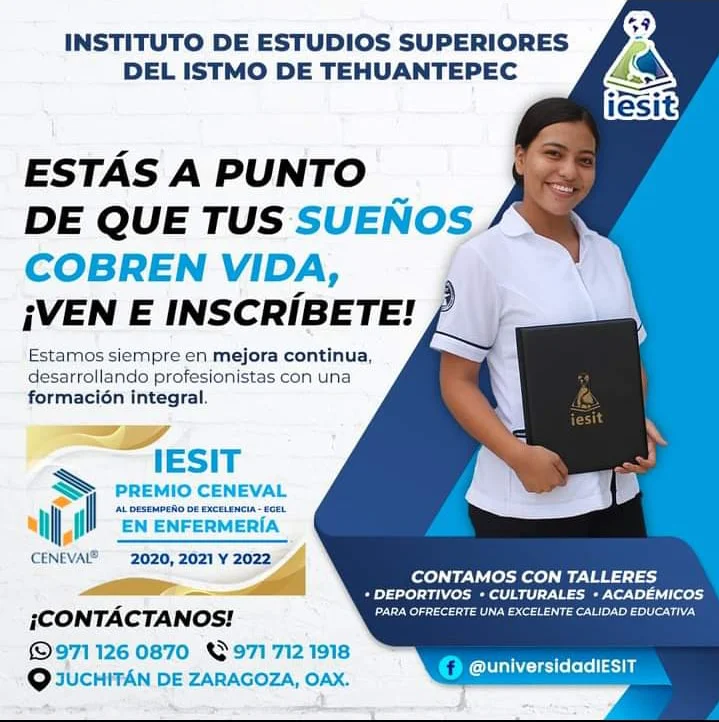 INSTITUTO DE ESTUDIOS SUPERIORES
DEL ISTMO DE TEHUANTEPEC
iesit
ESTÁS A PUNTO
DE QUE TUS SUEÑOS
COBREN VIDA,
¡VEN E INSCRÍBETE!
Estamos siempre en mejora continua,
desarrollando profesionistas con una
formación integral.
iesit
IESIT
PREMIO CENEVAL
AL DESEMPEÑO DE EXCELENCIA - EGEL
EN ENFERMERÍA
CENEVAL®
2020, 2021 Y 2022
CONTAMOS CON TALLERES
• DEPORTIVOS • CULTURALES • ACADÉMICOS
PARA OFRECERTE UNA EXCELENTE CALIDAD EDUCATIVA
¡CONTÁCTANOS!
971 126 0870 971 712 1918
JUCHITÁN DE ZARAGOZA, OAX.
f @universidadIESIT